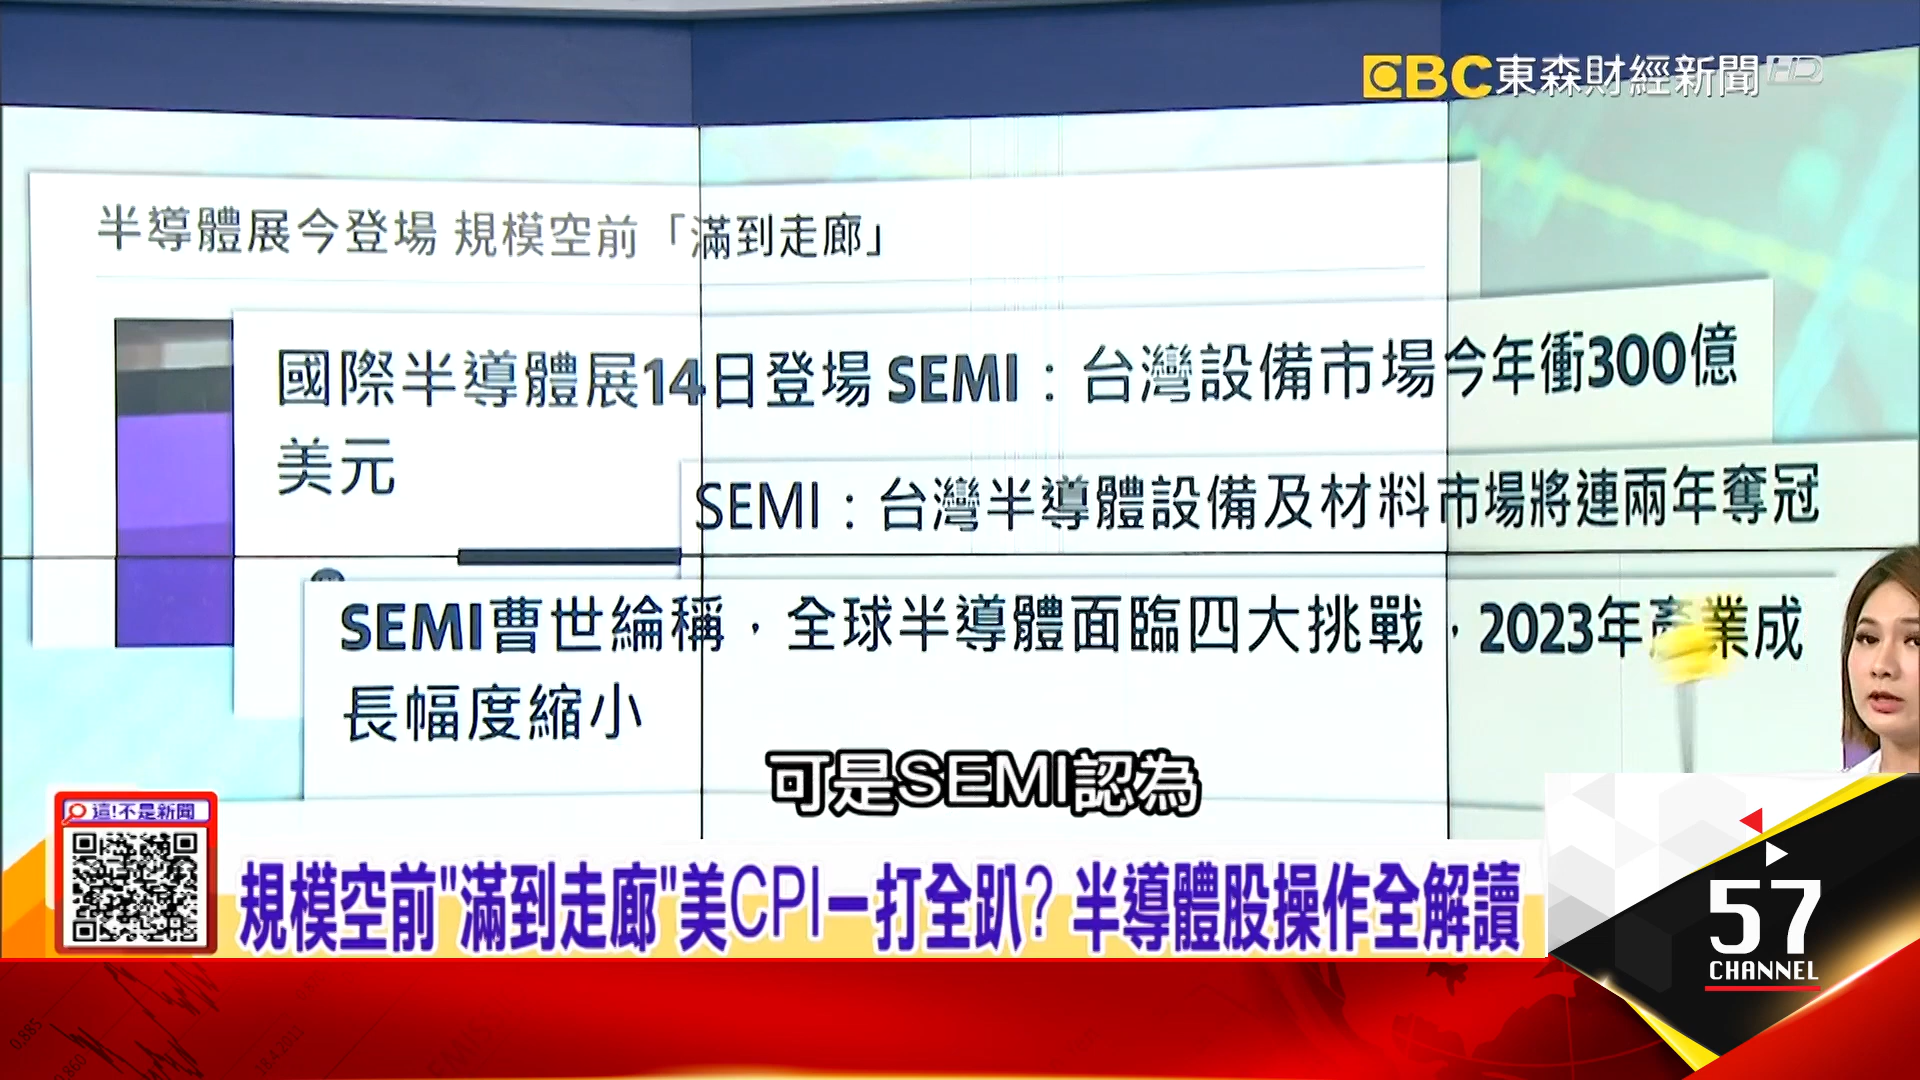 EBC 東森財經新聞 HD
半導體展今登場 規模空前「滿到走廊」
國際半導體展14日登場 SEMI：台灣設備市場今年衝300億
美元
SEMI：台灣半導體設備及材料市場將連兩年奪冠
SEMI曹世綸稱，全球半導體面臨四大挑戰，2023年產業成
長幅度縮小
可是SEMI認為
這!不是新聞
規模空前"滿到走廊"美CPI一打全趴? 半導體股操作全解讀
57
CHANNEL